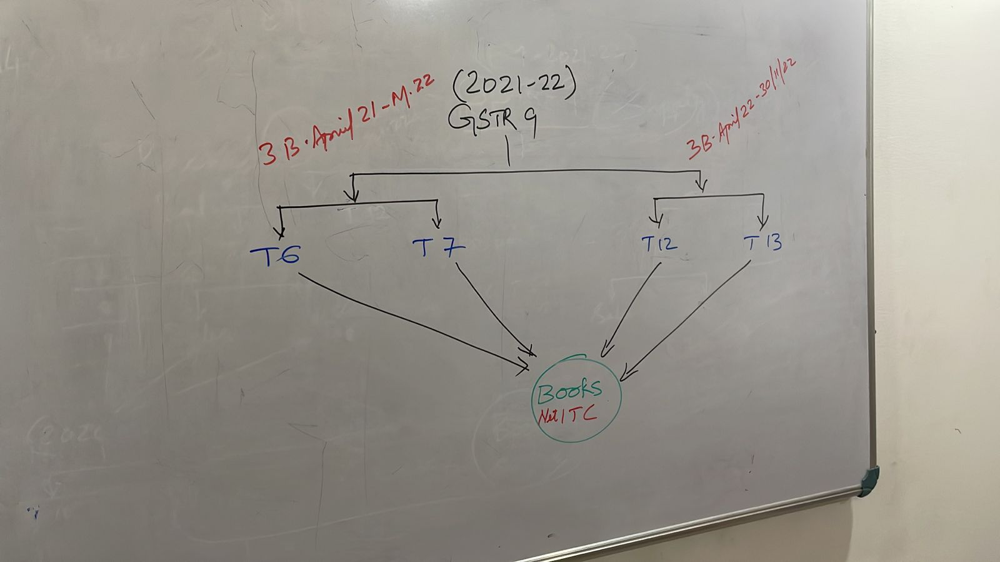 (2021-22)
GSTR 9
3B. April 21-M.22
3B. April 22-30/11/22
T6
T7
T12
T13
Books
Net ITC